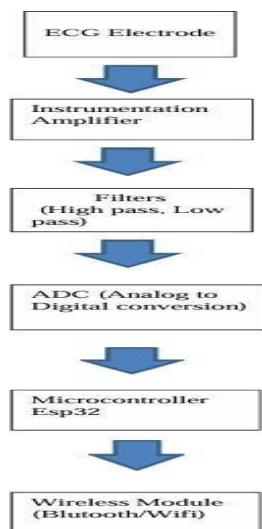 ECG Electrode
Instrumentation
Amplifier
Filters
(High pass, Low
pass)
ADC (Analog to
Digital conversion)
Microcontroller
Esp32
Wireless Module
(Blutooth/Wifi)